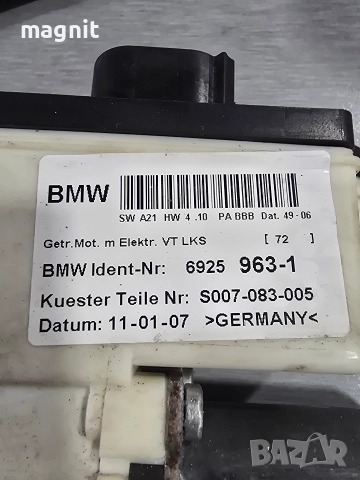 magnit
BMW
SW A21 HW 4 .10 PA BBB Dat. 49-06
Getr.Mot. m Elektr. VT LKS [ 72 ]
BMW Ident-Nr: 6925 963-1
Kuester Teile Nr: S007-083-005
Datum: 11-01-07 >GERMANY<
BAZAR